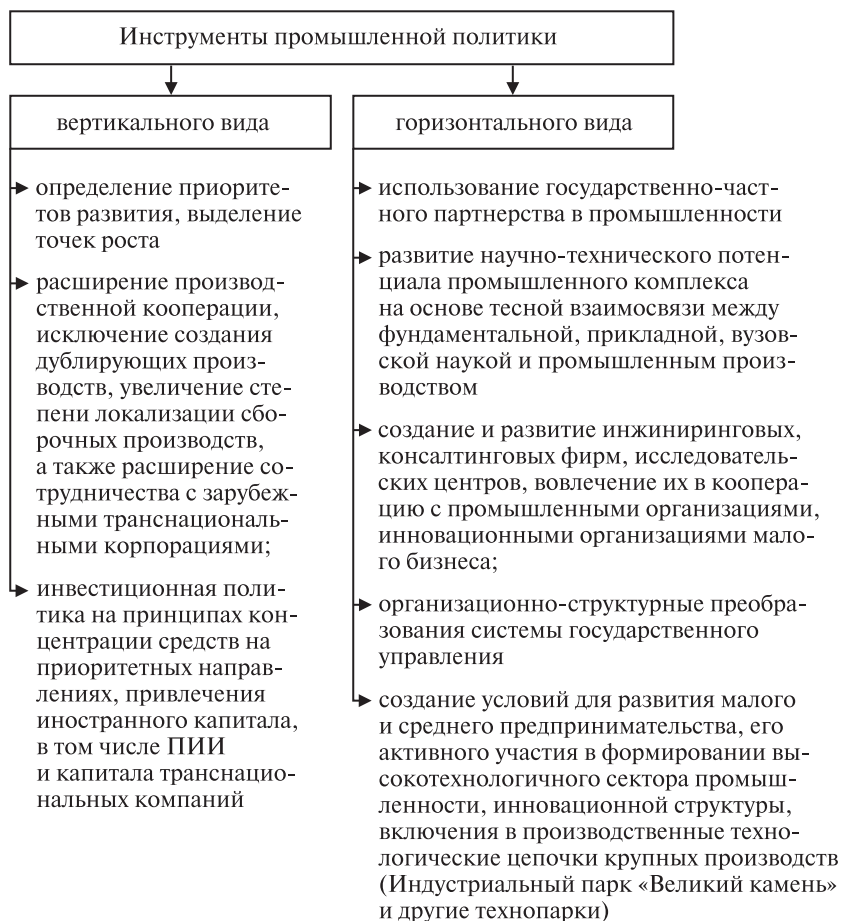 Инструменты промышленной политики
вертикального вида
определение приорите-
тов развития, выделение
точек роста
расширение производ-
ственной кооперации,
исключение создания
дублирующих произ-
водств, увеличение сте-
пени локализации сбо-
рочных производств,
а также расширение со-
трудничества с зарубеж-
ными транснациональ-
ными корпорациями;
инвестиционная поли-
тика на принципах кон-
центрации средств на
приоритетных направ-
лениях, привлечения
иностранного капитала,
в том числе ПИИ
и капитала транснацио-
нальных компаний
горизонтального вида
использование государственно-част-
ного партнерства в промышленности
развитие научно-технического потен-
циала промышленного комплекса
на основе тесной взаимосвязи между
фундаментальной, прикладной, вузов-
ской наукой и промышленным произ-
водством
создание и развитие инжиниринговых,
консалтинговых фирм, исследователь-
ских центров, вовлечение их в коопера-
цию с промышленными организациями,
инновационными организациями мало-
го бизнеса;
организационно-структурные преобра-
зования системы государственного
управления
создание условий для развития малого
и среднего предпринимательства, его
активного участия в формировании вы-
сокотехнологичного сектора промыш-
ленности, инновационной структуры,
включения в производственные техно-
логические цепочки крупных производств
(Индустриальный парк «Великий камень»
и другие технопарки)